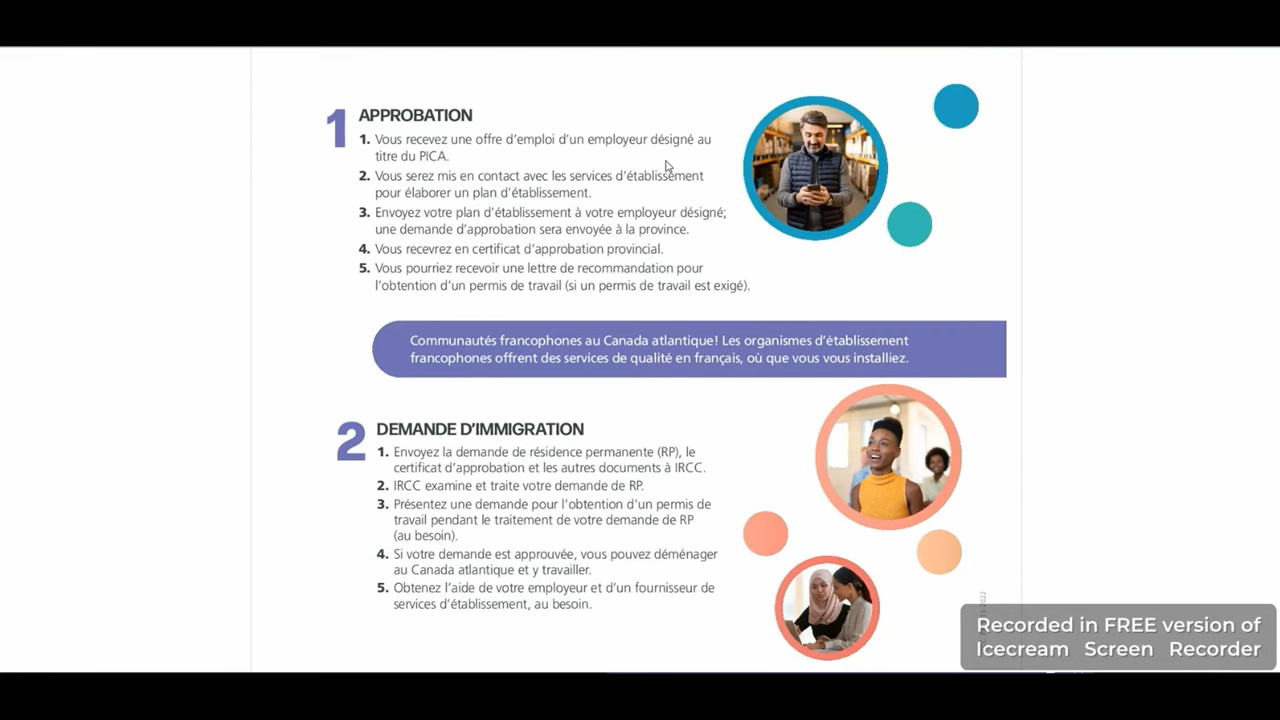 1 APPROBATION
1. Vous recevez une offre d'emploi d'un employeur désigné au
titre du PICA.
2. Vous serez mis en contact avec les services d'établissement
pour élaborer un plan d'établissement.
3. Envoyez votre plan d'établissement à votre employeur désigné;
une demande d'approbation sera envoyée à la province.
4. Vous recevrez en certificat d'approbation provincial.
5. Vous pourriez recevoir une lettre de recommandation pour
l'obtention d'un permis de travail (si un permis de travail est exigé).
Communautés francophones au Canada atlantique! Les organismes d'établissement
francophones offrent des services de qualité en français, où que vous vous installiez.
2 DEMANDE D'IMMIGRATION
1. Envoyez la demande de résidence permanente (RP), le
certificat d'approbation et les autres documents à IRCC.
2. IRCC examine et traite votre demande de RP.
3. Présentez une demande pour l'obtention d'un permis de
travail pendant le traitement de votre demande de RP
(au besoin).
4. Si votre demande est approuvée, vous pouvez déménager
au Canada atlantique et y travailler.
5. Obtenez l'aide de votre employeur et d'un fournisseur de
services d'établissement, au besoin.
Recorded in FREE version of
Icecream Screen Recorder